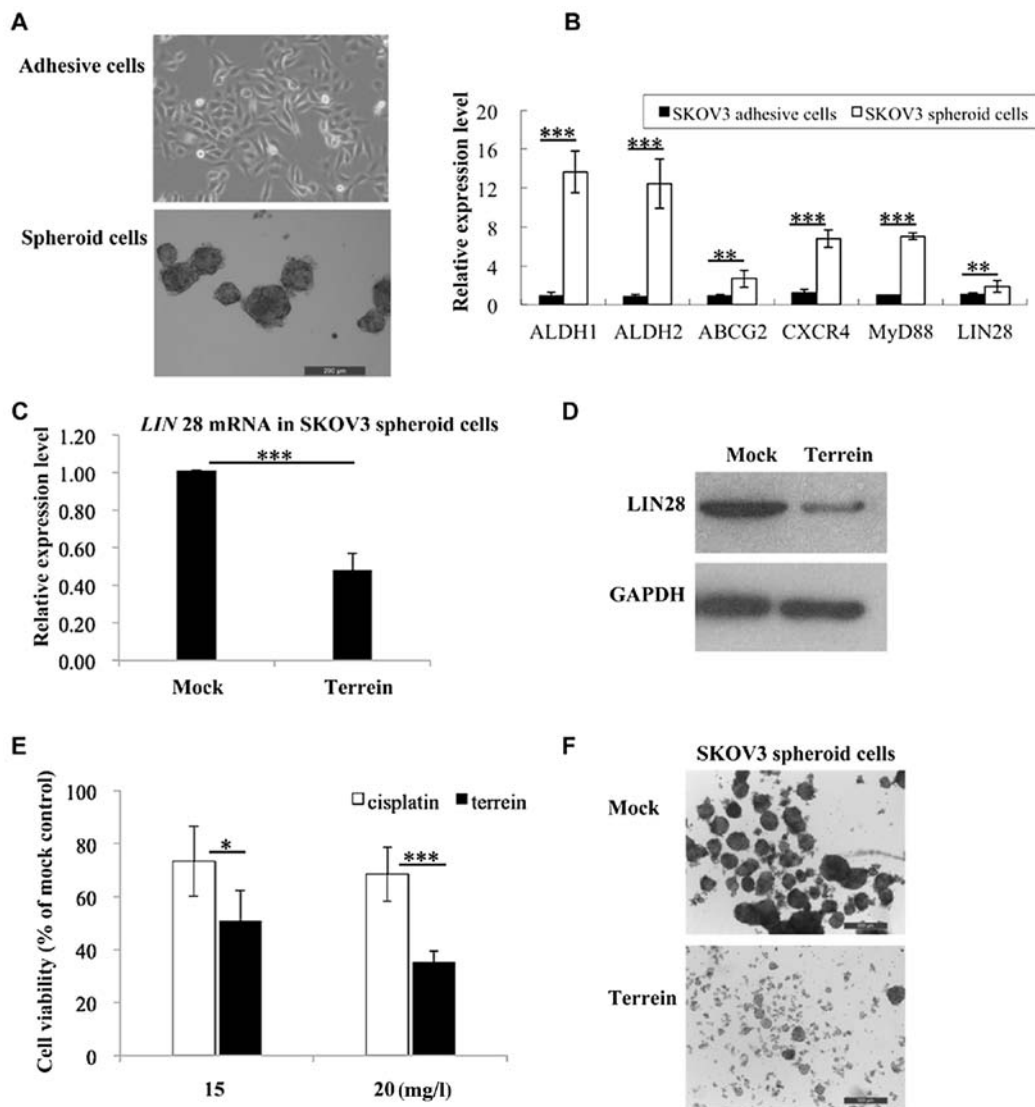 A
Adhesive cells
Spheroid cells
200 µm
B
SKOV3 adhesive cells SKOV3 spheroid cells
Relative expression level
20
16
12
8
4
0
*** *** ** *** *** **
ALDH1 ALDH2 ABCG2 CXCR4 MyD88 LIN28
C
LIN 28 mRNA in SKOV3 spheroid cells
Relative expression level
1.20
1.00
0.80
0.60
0.40
0.20
0.00
***
Mock Terrein
D
Mock Terrein
LIN28
GAPDH
E
Cell viability (% of mock control)
100
80
60
40
20
0
cisplatin terrein
* ***
15 20 (mg/l)
F
SKOV3 spheroid cells
Mock
Terrein